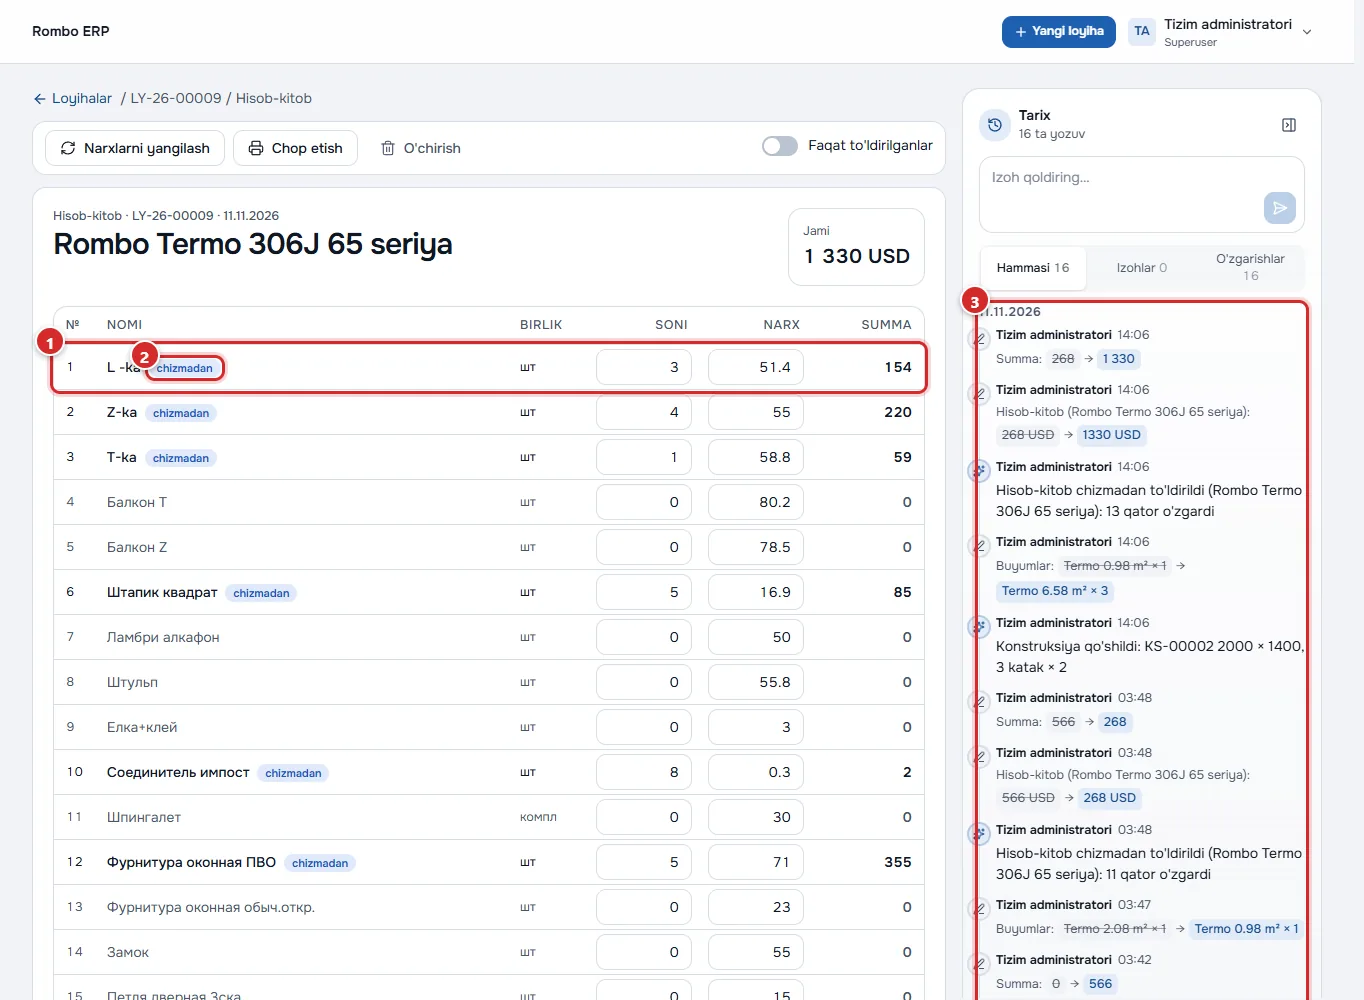 Rombo ERP
+ Yangi loyiha
TA
Tizim administratori
Superuser
← Loyihalar / LY-26-00009 / Hisob-kitob
Narxlarni yangilash
Chop etish
O'chirish
Faqat to'ldirilganlar
Hisob-kitob · LY-26-00009 · 11.11.2026
Rombo Termo 306J 65 seriya
Jami
1 330 USD
№ NOMI BIRLIK SONI NARX SUMMA
1
2
1 L -ka chizmadan шт 3 51.4 154
2 Z-ka chizmadan шт 4 55 220
3 T-ka chizmadan шт 1 58.8 59
4 Балкон T шт 0 80.2 0
5 Балкон Z шт 0 78.5 0
6 Штапик квадрат chizmadan шт 5 16.9 85
7 Ламбри алкафон шт 0 50 0
8 Штульп шт 0 55.8 0
9 Елка+клей шт 0 3 0
10 Соединитель импост chizmadan шт 8 0.3 2
11 Шпингалет компл 0 30 0
12 Фурнитура оконная ПВО chizmadan шт 5 71 355
13 Фурнитура оконная обыч.откр. шт 0 23 0
14 Замок шт 0 55 0
15 Петля дверная 3ска шт 0 15 0
Tarix
16 ta yozuv
Izoh qoldiring...
Hammasi 16
Izohlar 0
O'zgarishlar
16
3
11.11.2026
Tizim administratori 14:06
Summa: 268 → 1 330
Tizim administratori 14:06
Hisob-kitob (Rombo Termo 306J 65 seriya):
268 USD → 1330 USD
Tizim administratori 14:06
Hisob-kitob chizmadan to'ldirildi (Rombo Termo
306J 65 seriya): 13 qator o'zgardi
Tizim administratori 14:06
Buyumlar: Termo 0.98 m² × 1 →
Termo 6.58 m² × 3
Tizim administratori 14:06
Konstruksiya qo'shildi: KS-00002 2000 × 1400,
3 katak × 2
Tizim administratori 03:48
Summa: 566 → 268
Tizim administratori 03:48
Hisob-kitob (Rombo Termo 306J 65 seriya):
566 USD → 268 USD
Tizim administratori 03:48
Hisob-kitob chizmadan to'ldirildi (Rombo Termo
306J 65 seriya): 11 qator o'zgardi
Tizim administratori 03:47
Buyumlar: Termo 2.08 m² × 1 → Termo 0.98 m² × 1
Tizim administratori 03:42
Summa: 0 → 566